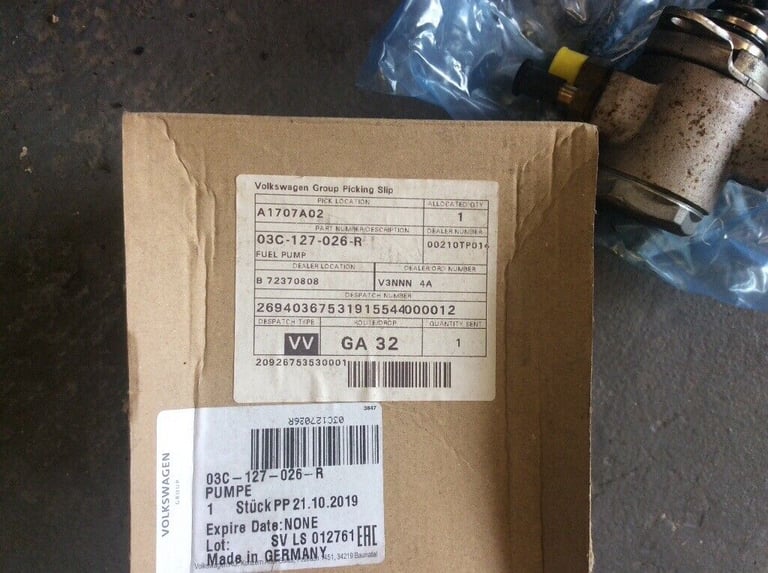 Volkswagen Group Picking Slip
PICK LOCATION ALLOCATED QTY
A1707A02 1
PART NUMBER/DESCRIPTION DEALER NUMBER
03C-127-026-R 00210TP01
FUEL PUMP
DEALER LOCATION DEALER/ORD NUMBER
B 72370808 V3NNN 4A
DESPATCH NUMBER
26940367531915544000012
DESPATCH TYPE ROUTE/DROP QUANTITY SENT
VV GA 32 1
20926753530001
3847
03C127026R
VOLKSWAGEN
GROUP
03C-127-026-R
PUMPE
1 Stück PP 21.10.2019
Expire Date:NONE
Lot: SV LS 012761 EAC
Made in GERMANY
34219 Baunatal